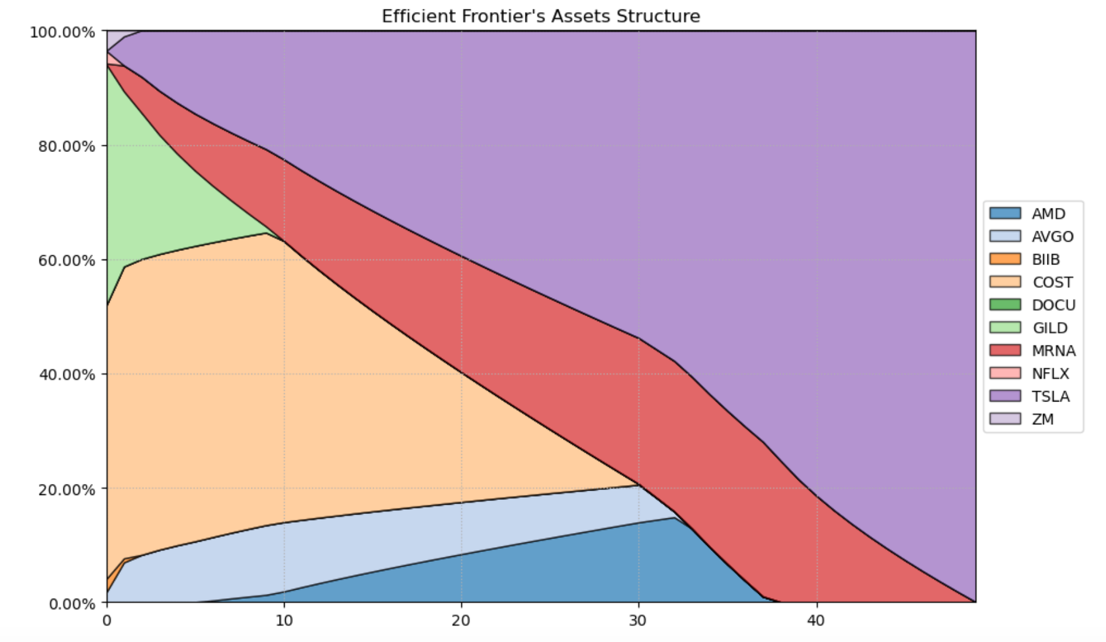 Efficient Frontier's Assets Structure
100.00%
80.00%
60.00%
40.00%
20.00%
0.00%
0 10 20 30 40
AMD
AVGO
BIIB
COST
DOCU
GILD
MRNA
NFLX
TSLA
ZM